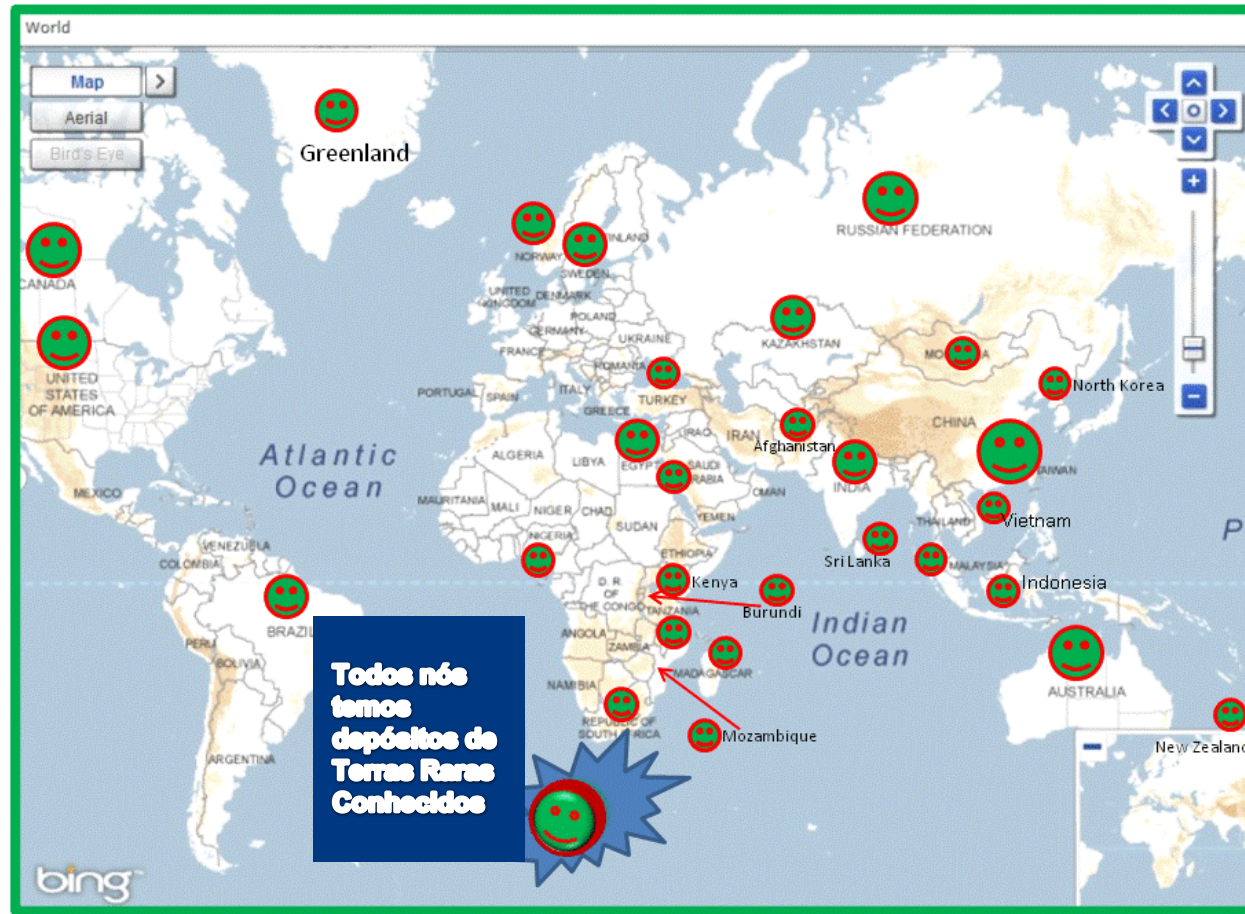 World
Map
Aerial
Bird's Eye
Greenland
RUSSIAN FEDERATION
NORWAY
FINLAND
SWEDEN
CANADA
UNITED KINGDOM
DENMARK
POLAND
GERMANY
UKRAINE
KAZAKHSTAN
FRANCE
ROMANIA
North Korea
UNITED STATES OF AMERICA
PORTUGAL
SPAIN
ITALY
GREECE
TURKEY
CHINA
Atlantic Ocean
ALGERIA
LIBYA
EGYPT
IRAQ
IRAN
Afghanistan
SAUDI ARABIA
INDIA
TAIWAN
MEXICO
MAURITANIA
MALI
NIGER
CHAD
SUDAN
YEMEN
OMAN
THAILAND
Vietnam
P
VENEZUELA
COLOMBIA
NIGERIA
ETHIOPIA
Sri Lanka
MALAYSIA
Kenya
Indonesia
D. R. OF THE CONGO
TANZANIA
Burundi
Indian Ocean
BRAZIL
PERU
BOLIVIA
ANGOLA
ZAMBIA
MADAGASCAR
NAMIBIA
AUSTRALIA
REPUBLIC OF SOUTH AFRICA
Mozambique
New Zealand
ARGENTINA
Todos nós
temos
depósitos de
Terras Raras
Conhecidos
bing